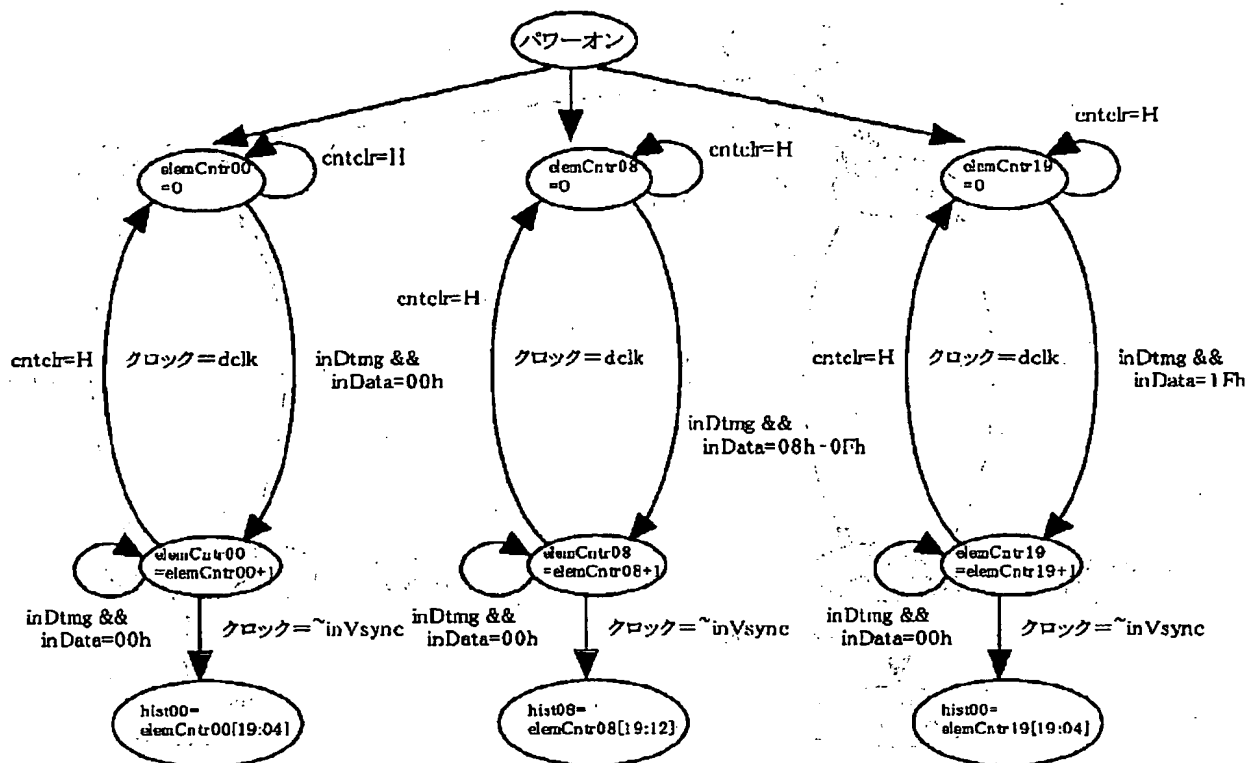 パワーオン
elemCntr00
=0
cntclr=H
elemCntr08
=0
cntclr=H
elemCntr19
=0
cntclr=H
cntclr=H
クロック=dclk
inDtmg &&
inData=00h
cntclr=H
クロック=dclk
inDtmg &&
inData=08h-0Fh
cntclr=H
クロック=dclk
inDtmg &&
inData=1Fh
elemCntr00
=elemCntr00+1
inDtmg &&
inData=00h
クロック=~inVsync
elemCntr08
=elemCntr08+1
inDtmg &&
inData=00h
クロック=~inVsync
elemCntr19
=elemCntr19+1
inDtmg &&
inData=00h
クロック=~inVsync
hist00=
elemCntr00[19:04]
hist08=
elemCntr08[19:12]
hist00=
elemCntr19[19:04]